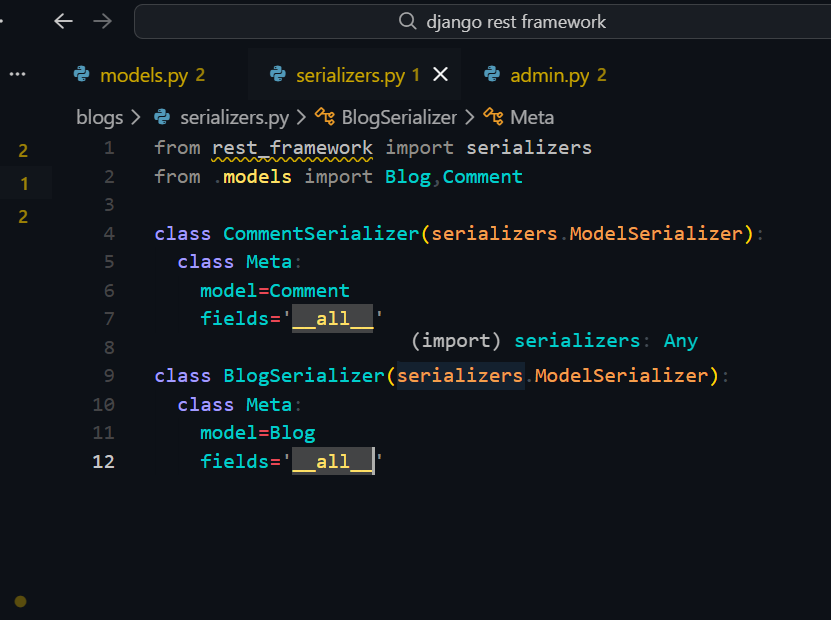 django rest framework
models.py 2 serializers.py 1 admin.py 2
blogs serializers.py BlogSerializer Meta
2
1
2
1 from rest_framework import serializers
2 from .models import Blog,Comment
3
4 class CommentSerializer(serializers.ModelSerializer):
5 class Meta:
6 model=Comment
7 fields='__all__'
8
(import) serializers: Any
9 class BlogSerializer(serializers.ModelSerializer):
10 class Meta:
11 model=Blog
12 fields='__all__'